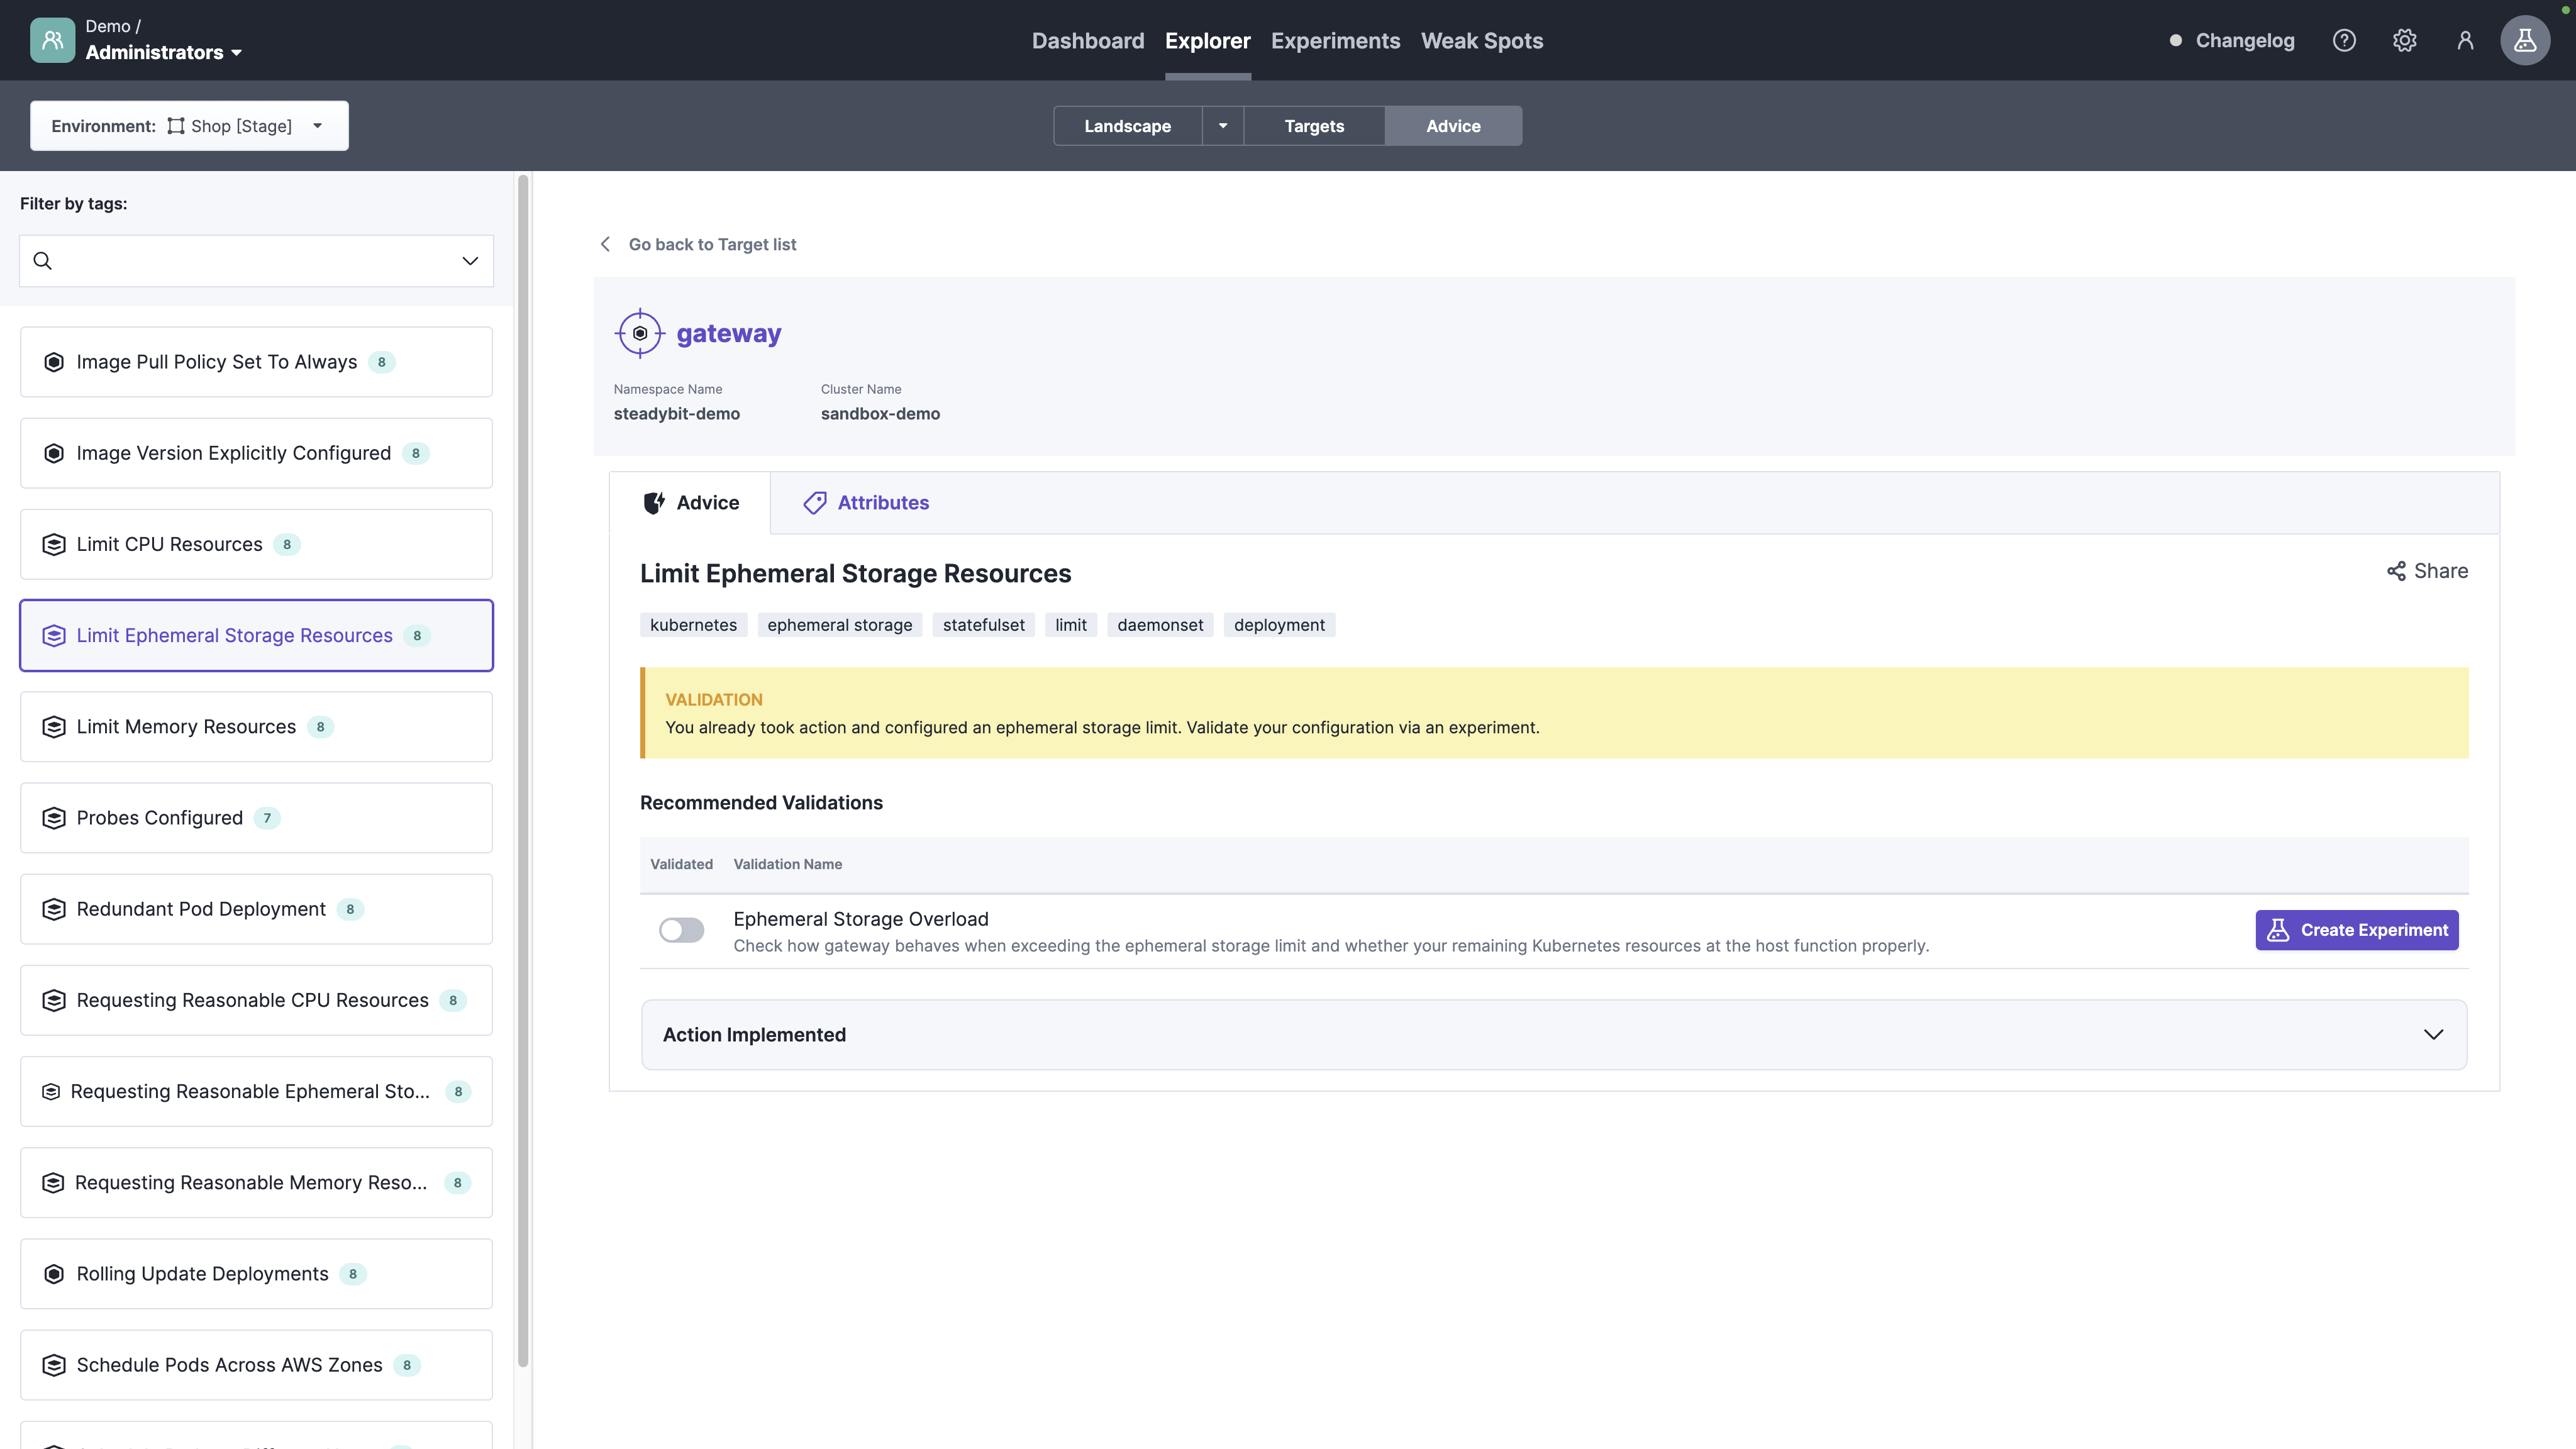 Demo /
Administrators
Dashboard
Explorer
Experiments
Weak Spots
Changelog
Environment: Shop [Stage]
Landscape
Targets
Advice
Filter by tags:
Image Pull Policy Set To Always 8
Image Version Explicitly Configured 8
Limit CPU Resources 8
Limit Ephemeral Storage Resources 8
Limit Memory Resources 8
Probes Configured 7
Redundant Pod Deployment 8
Requesting Reasonable CPU Resources 8
Requesting Reasonable Ephemeral Sto... 8
Requesting Reasonable Memory Reso... 8
Rolling Update Deployments 8
Schedule Pods Across AWS Zones 8
Go back to Target list
gateway
Namespace Name
steadybit-demo
Cluster Name
sandbox-demo
Advice
Attributes
Limit Ephemeral Storage Resources
Share
kubernetes
ephemeral storage
statefulset
limit
daemonset
deployment
VALIDATION
You already took action and configured an ephemeral storage limit. Validate your configuration via an experiment.
Recommended Validations
Validated
Validation Name
Ephemeral Storage Overload
Check how gateway behaves when exceeding the ephemeral storage limit and whether your remaining Kubernetes resources at the host function properly.
Create Experiment
Action Implemented